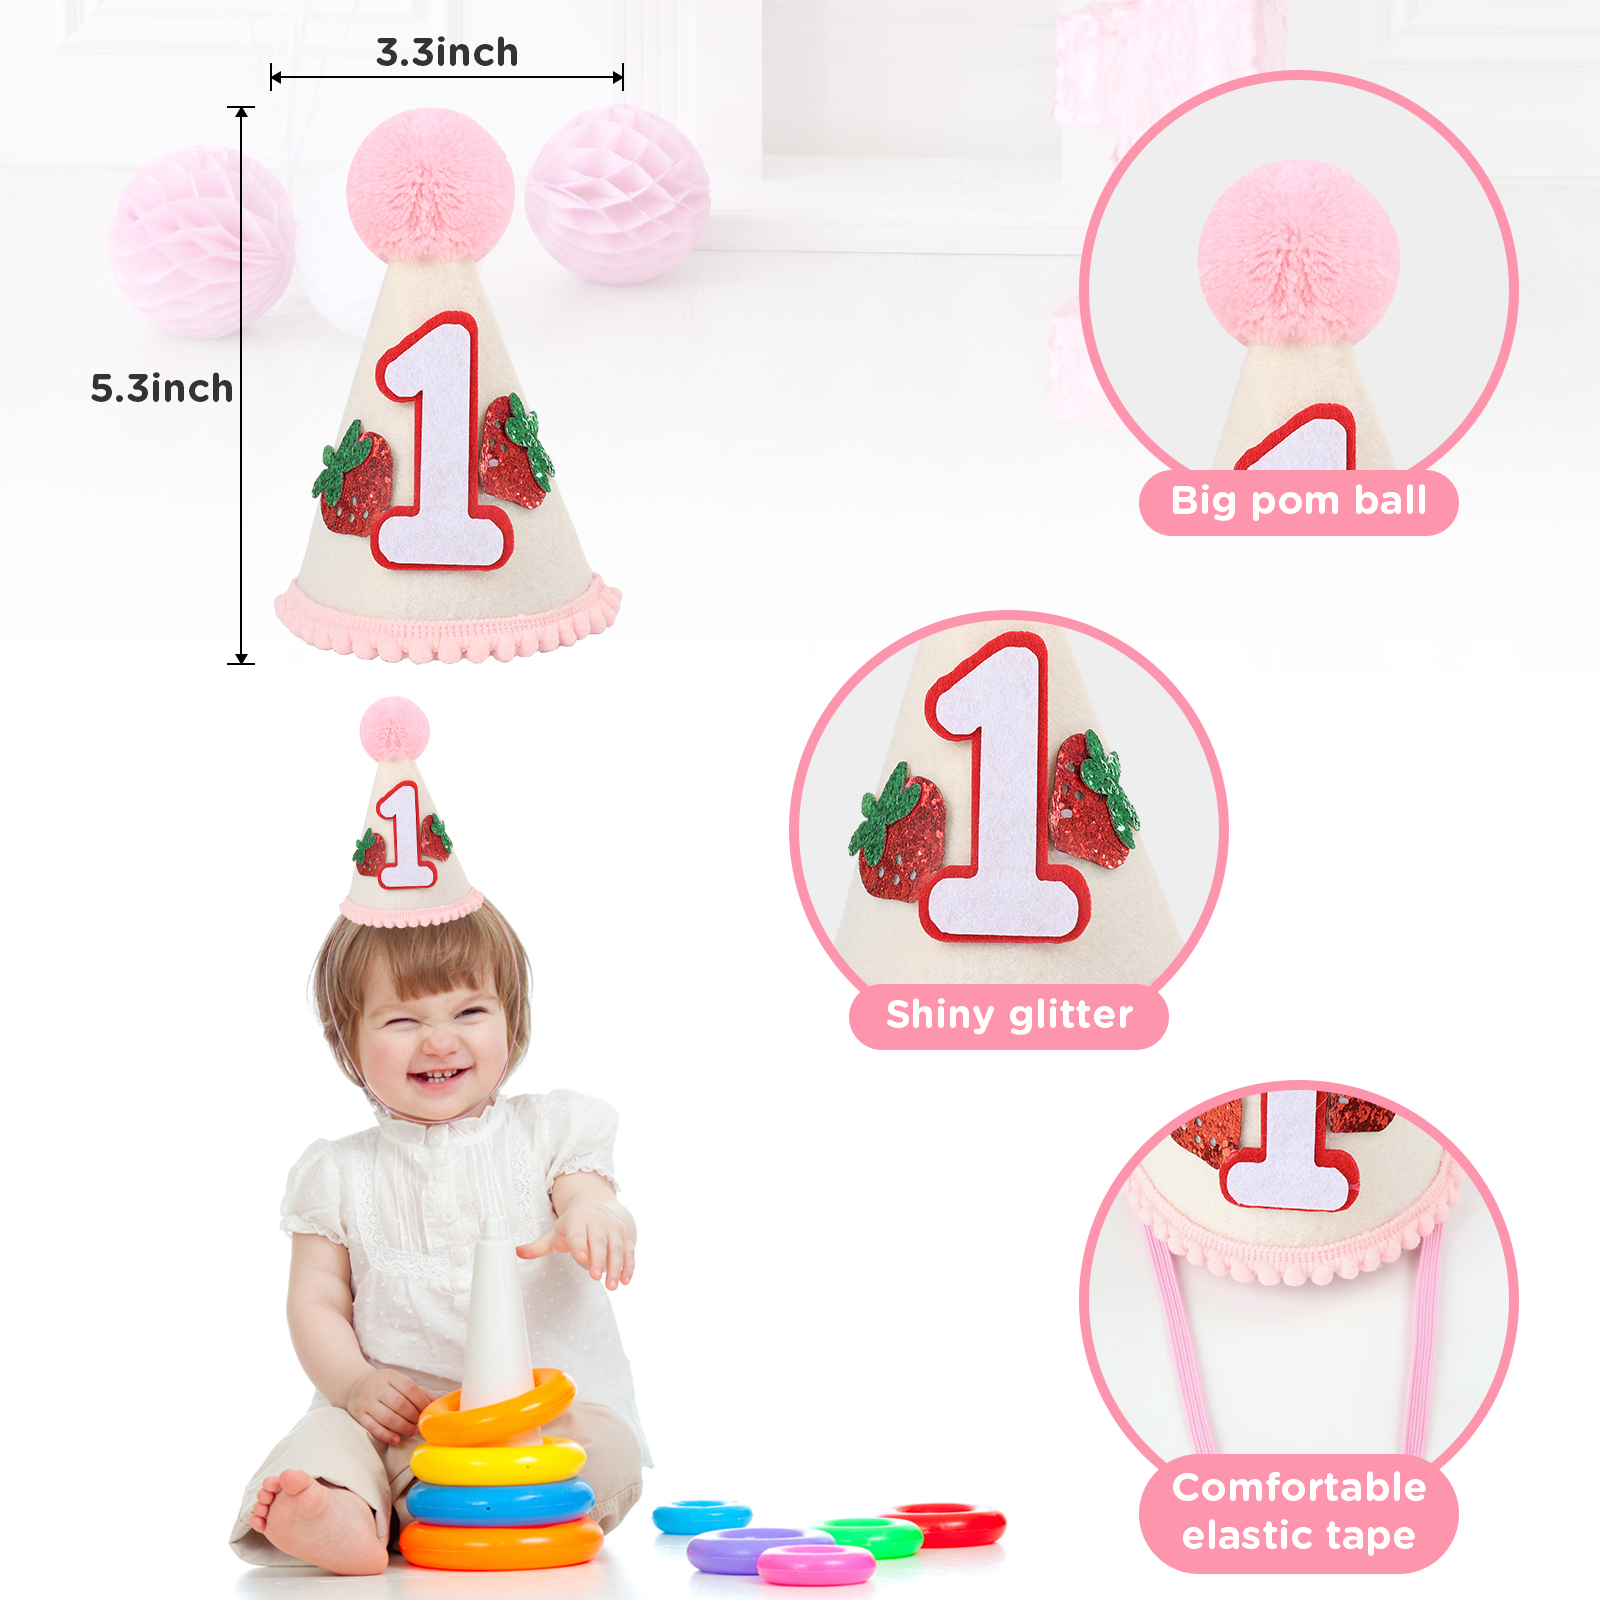 3.3inch
5.3inch
1
Big pom ball
1
Shiny glitter
1
Comfortable
elastic tape